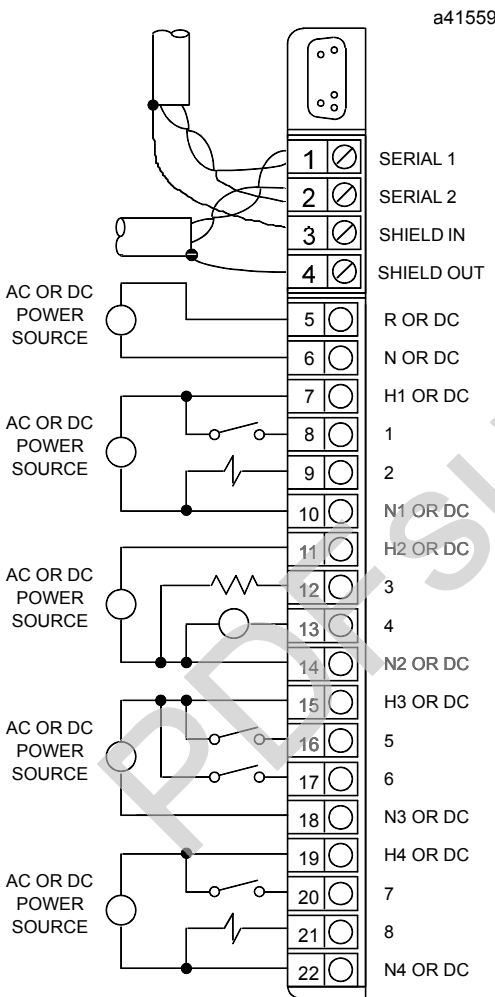 a41559
1 SERIAL 1
2 SERIAL 2
3 SHIELD IN
4 SHIELD OUT
AC OR DC
POWER
SOURCE
5 R OR DC
6 N OR DC
7 H1 OR DC
AC OR DC
POWER
SOURCE
8 1
9 2
10 N1 OR DC
11 H2 OR DC
AC OR DC
POWER
SOURCE
12 3
13 4
14 N2 OR DC
15 H3 OR DC
AC OR DC
POWER
SOURCE
16 5
17 6
18 N3 OR DC
19 H4 OR DC
AC OR DC
POWER
SOURCE
20 7
21 8
22 N4 OR DC